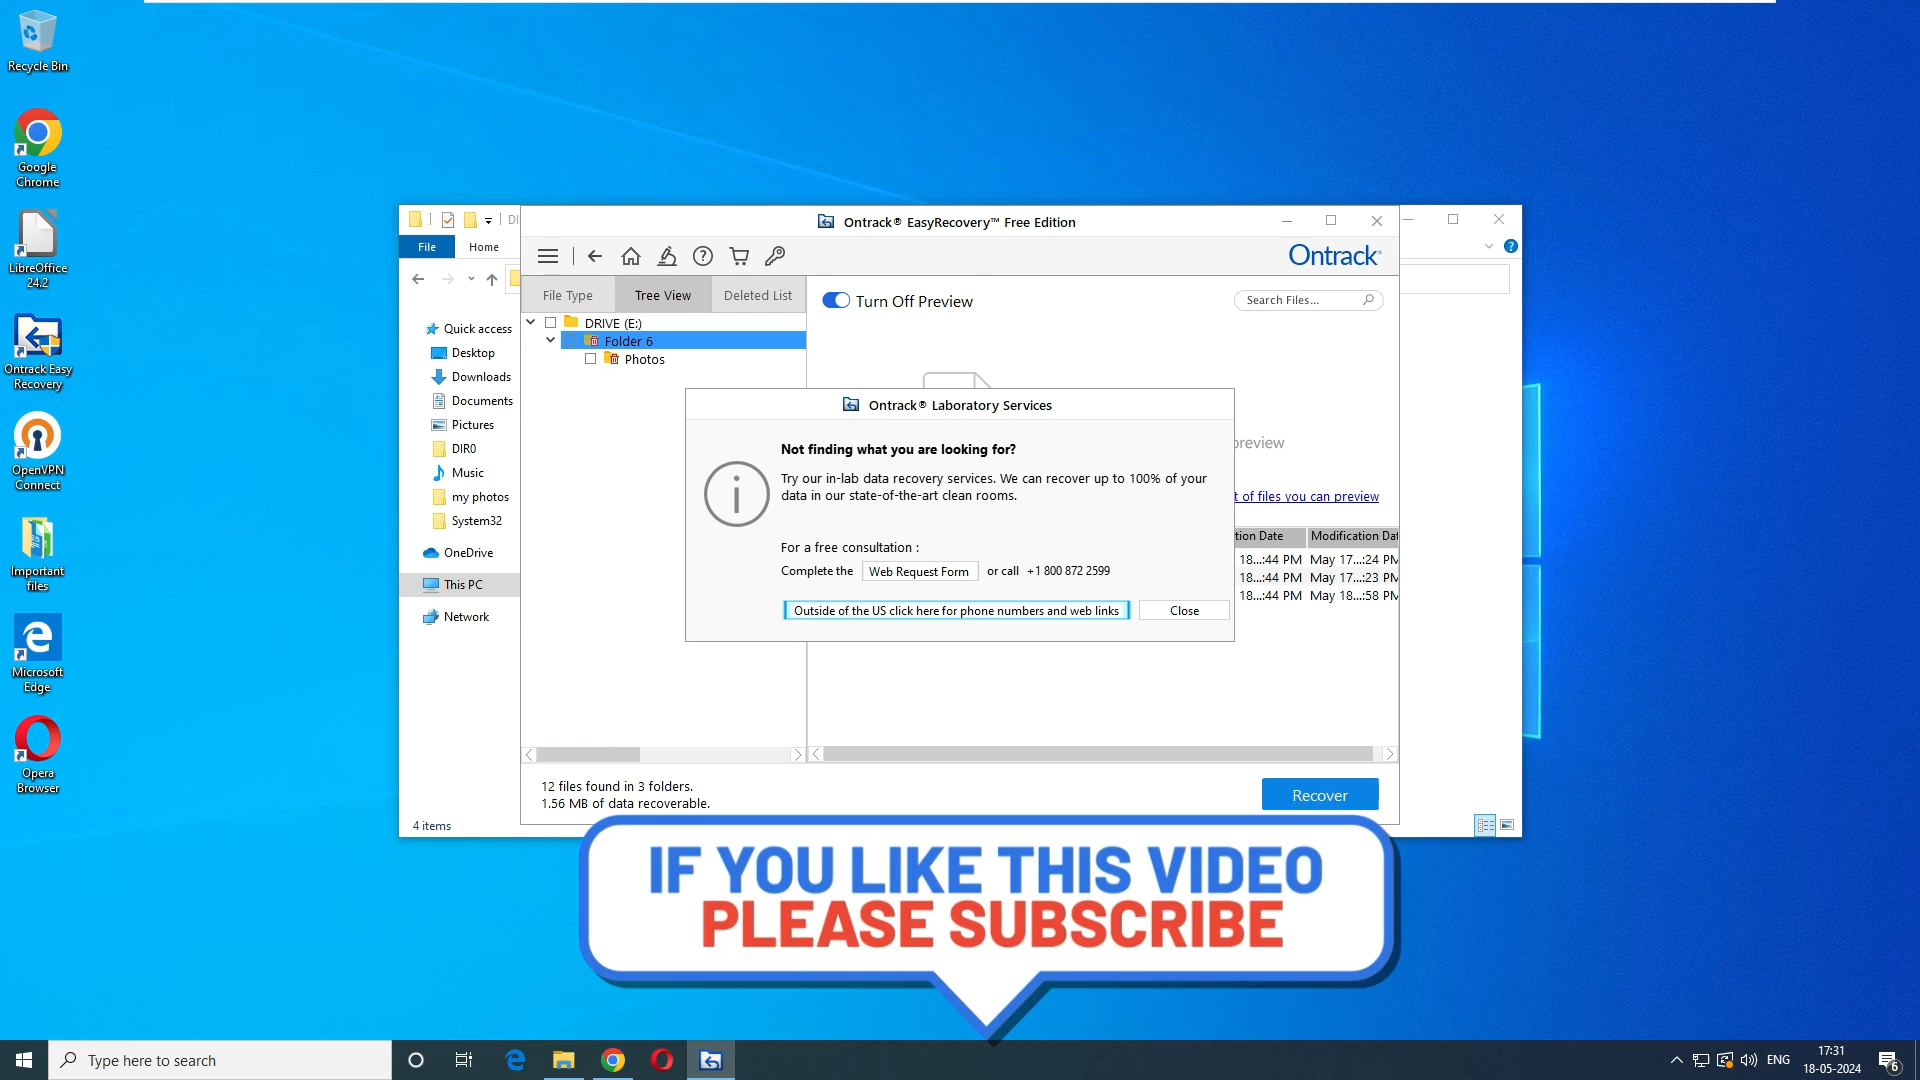 Recycle Bin
Google
Chrome
LibreOffice
24.2
Ontrack Easy
Recovery
OpenVPN
Connect
Important
files
Microsoft
Edge
Opera
Browser
File
Home
Quick access
Desktop
Downloads
Documents
Pictures
DIR0
Music
my photos
System32
OneDrive
This PC
Network
4 items
Ontrack® EasyRecovery™ Free Edition
Ontrack
File Type
Tree View
Deleted List
Turn Off Preview
Search Files...
DRIVE (E:)
Folder 6
Photos
Ontrack® Laboratory Services
Not finding what you are looking for?
Try our in-lab data recovery services. We can recover up to 100% of your
data in our state-of-the-art clean rooms.
For a free consultation :
Complete the Web Request Form or call +1 800 872 2599
Outside of the US click here for phone numbers and web links
Close
preview
of files you can preview
Date Modification
18...:44 PM May 17...:24 PM
18...:44 PM May 17...:23 PM
18...:44 PM May 18...:58 PM
12 files found in 3 folders.
1.56 MB of data recoverable.
Recover
IF YOU LIKE THIS VIDEO
PLEASE SUBSCRIBE
Type here to search
ENG
17:31
18-05-2024
6